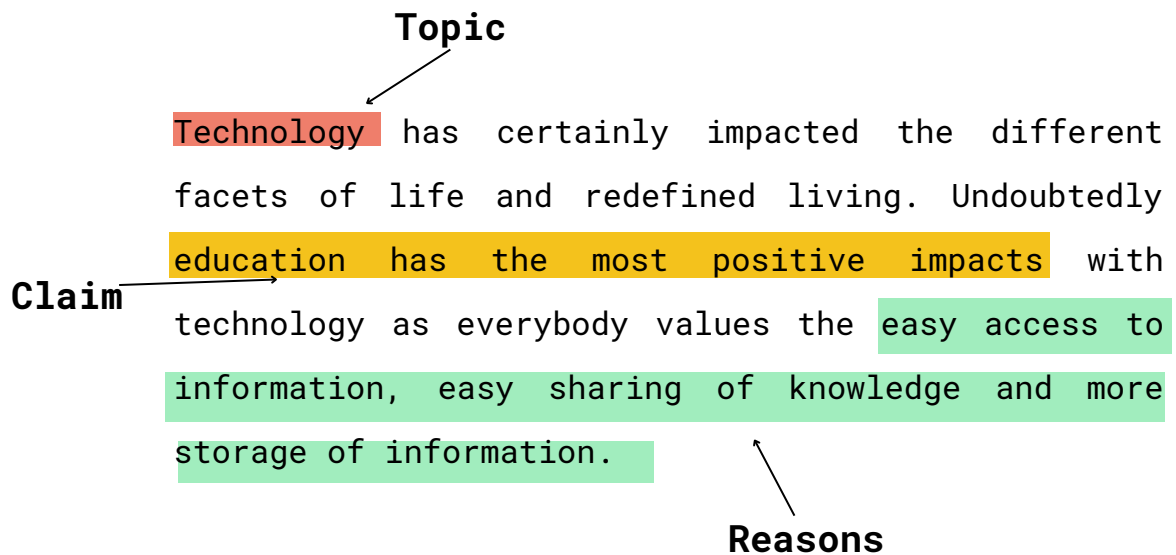 Topic
Technology has certainly impacted the different
facets of life and redefined living. Undoubtedly
education has the most positive impacts with
Claim
technology as everybody values the easy access to
information, easy sharing of knowledge and more
storage of information.
Reasons